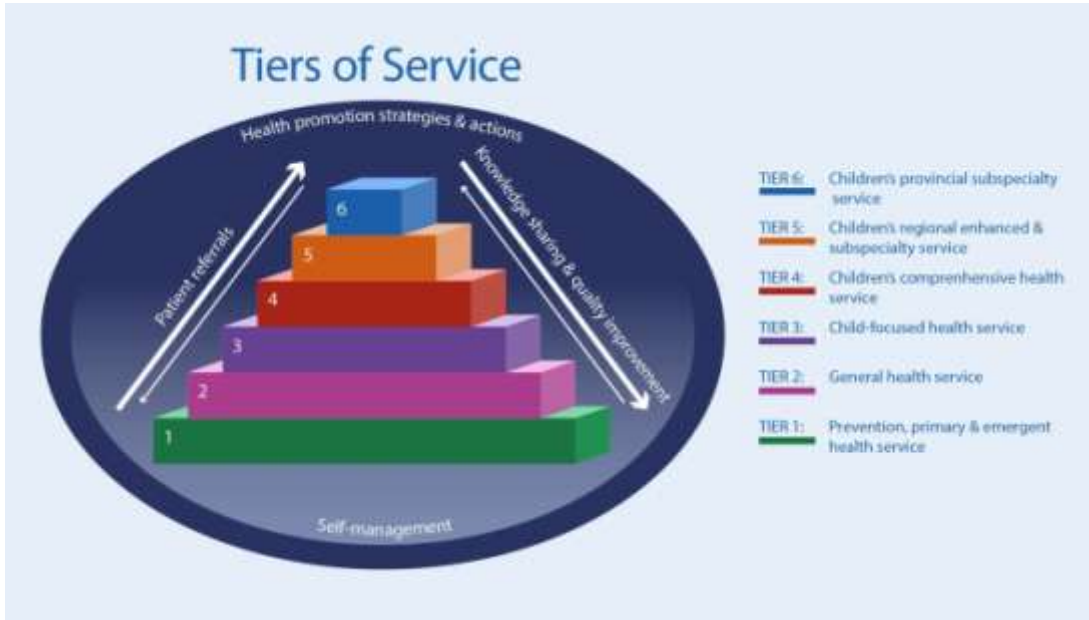 Tiers of Service
Health promotion strategies & actions
Patient referrals
Knowledge sharing & quality improvement
6
5
4
3
2
1
Self-management
TIER 6: Children's provincial subspecialty
service
TIER 5: Children's regional enhanced &
subspecialty service
TIER 4: Children's comprenhensive health
service
TIER 3: Child-focused health service
TIER 2: General health service
TIER 1: Prevention, primary & emergent
health service